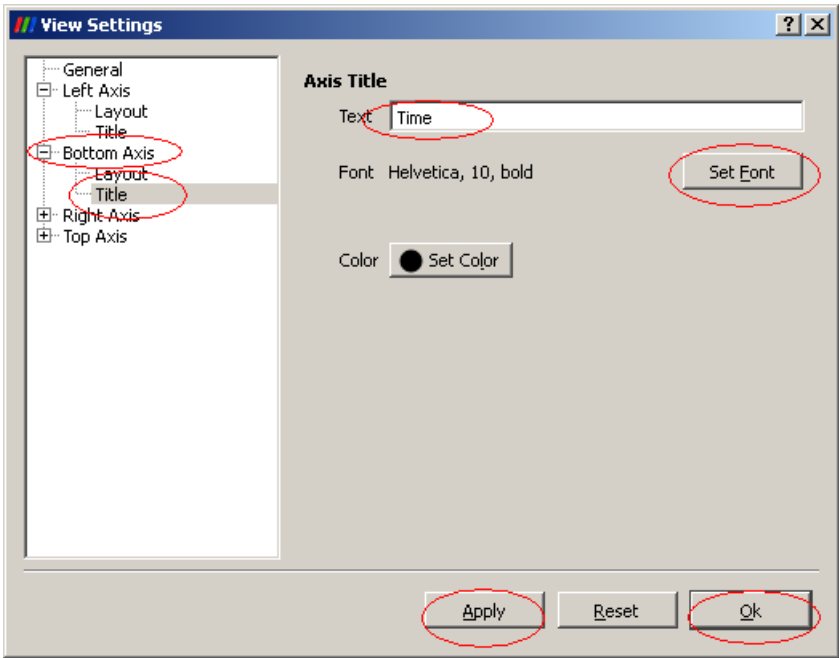 View Settings
General
Left Axis
Layout
Title
Bottom Axis
Layout
Title
Right Axis
Top Axis
Axis Title
Text Time
Font Helvetica, 10, bold Set Font
Color Set Color
Apply Reset Ok